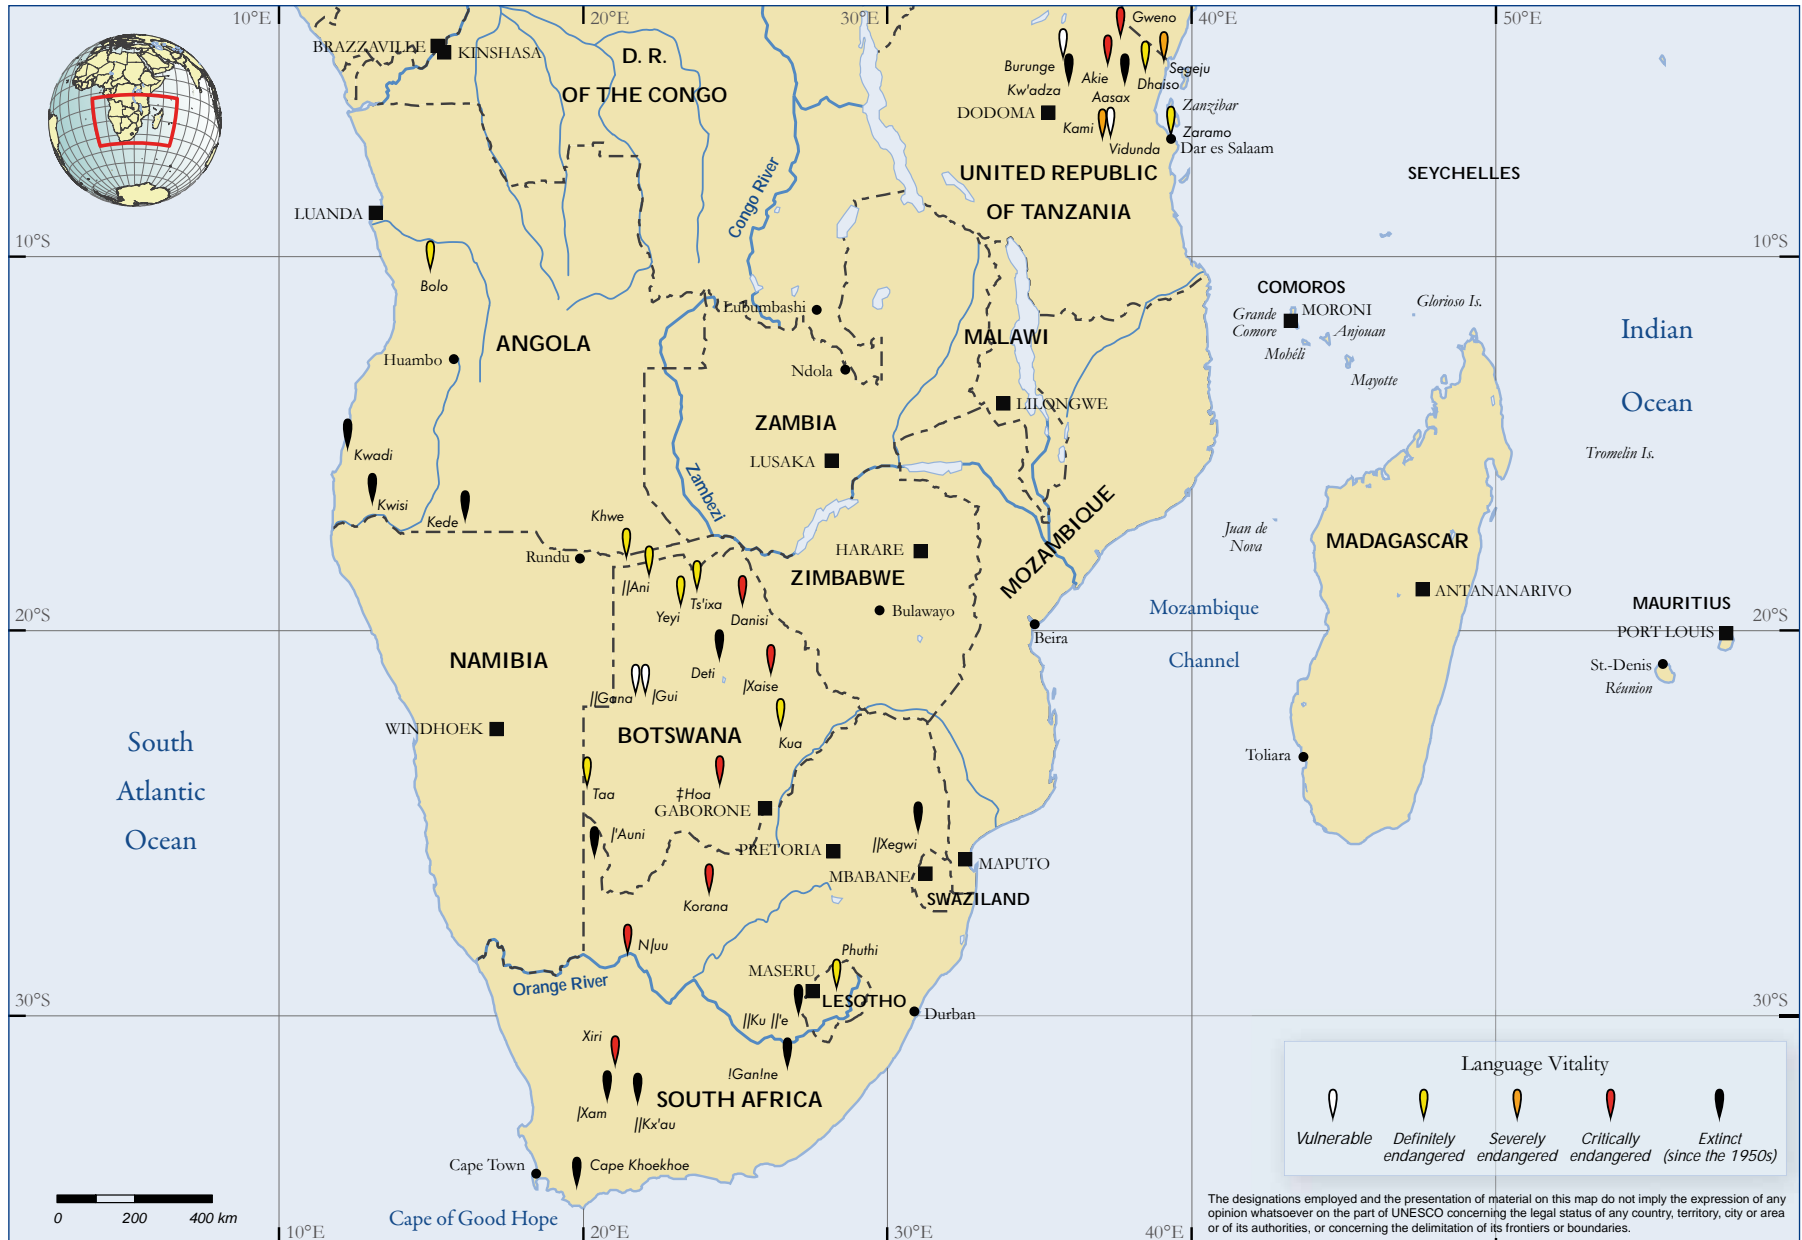 10°E
20°E
30°E
40°E
50°E
BRAZZAVILLE
KINSHASA
D. R.
OF THE CONGO
Gweno
Burunge
Kw'adza
Akie
Aasax
Dhaiso
Segeju
DODOMA
Zanzibar
Kami
Vidunda
Zaramo
Dar es Salaam
UNITED REPUBLIC
OF TANZANIA
SEYCHELLES
Congo River
LUANDA
10°S
10°S
Bolo
Lubumbashi
COMOROS
MORONI
Grande
Comore
Anjouan
Mohéli
Mayotte
Glorioso Is.
Indian
Ocean
ANGOLA
Huambo
MALAWI
Ndola
LILONGWE
ZAMBIA
LUSAKA
Zambezi
Kwadi
Kwisi
Kede
Tromelin Is.
Juan de
Nova
MOZAMBIQUE
MADAGASCAR
ANTANANARIVO
Khwe
Rundu
||Ani
Yeyi
Ts'ixa
Danisi
HARARE
ZIMBABWE
Bulawayo
Beira
Mozambique
Channel
MAURITIUS
PORT LOUIS
St.-Denis
Réunion
20°S
20°S
NAMIBIA
Deti
|Xaise
||Gana
|Gui
WINDHOEK
BOTSWANA
Kua
Toliara
South
Atlantic
Ocean
Taa
‡Hoa
GABORONE
|'Auni
PRETORIA
||Xegwi
MAPUTO
MBABANE
SWAZILAND
Korana
N|uu
Phuthi
MASERU
LESOTHO
Orange River
||Ku ||'e
Durban
30°S
30°S
Xiri
!Gan!ne
|Xam
||Kx'au
SOUTH AFRICA
Cape Town
Cape Khoekhoe
Cape of Good Hope
Language Vitality
Vulnerable
Definitely
endangered
Severely
endangered
Critically
endangered
Extinct
(since the 1950s)
0 200 400 km
10°E
20°E
30°E
40°E
The designations employed and the presentation of material on this map do not imply the expression of any
opinion whatsoever on the part of UNESCO concerning the legal status of any country, territory, city or area
or of its authorities, or concerning the delimitation of its frontiers or boundaries.